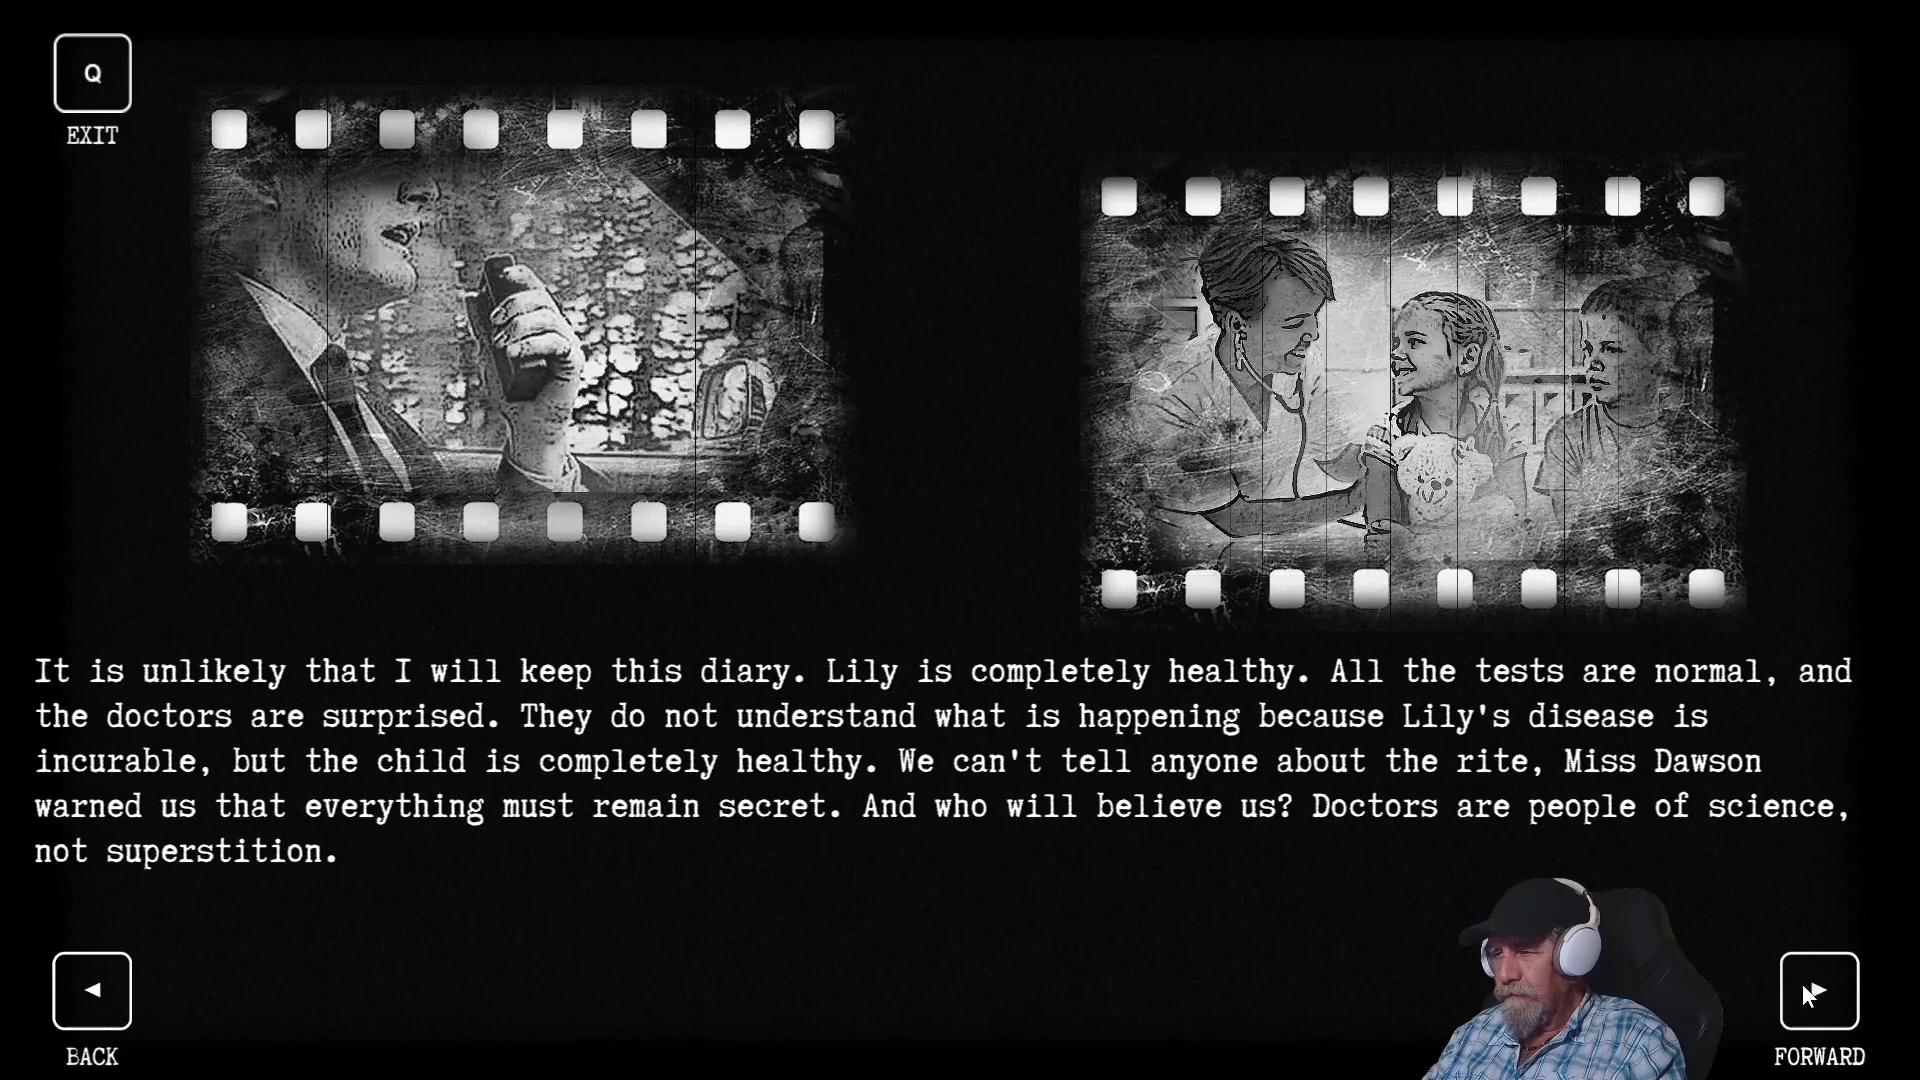 Q
EXIT
It is unlikely that I will keep this diary. Lily is completely healthy. All the tests are normal, and
the doctors are surprised. They do not understand what is happening because Lily's disease is
incurable, but the child is completely healthy. We can't tell anyone about the rite, Miss Dawson
warned us that everything must remain secret. And who will believe us? Doctors are people of science,
not superstition.
BACK
FORWARD